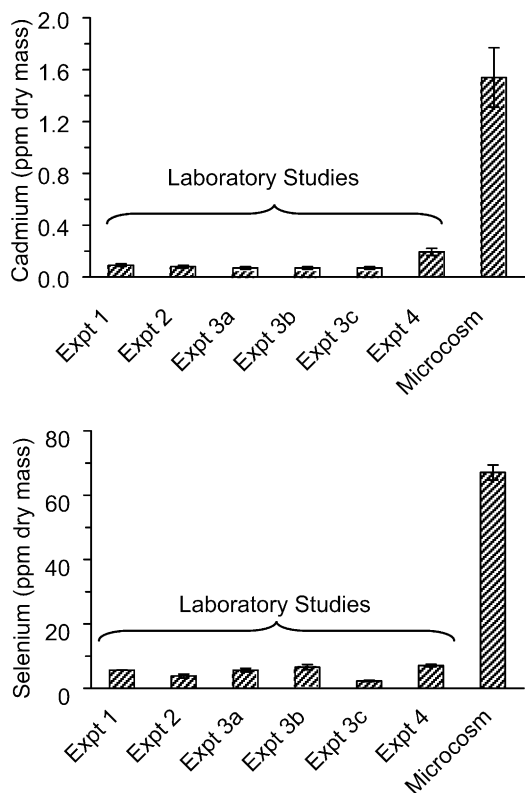 Cadmium (ppm dry mass)
2.0
1.6
1.2
0.8
0.4
0.0
Laboratory Studies
Expt 1
Expt 2
Expt 3a
Expt 3b
Expt 3c
Expt 4
Microcosm
Selenium (ppm dry mass)
80
60
40
20
0
Laboratory Studies
Expt 1
Expt 2
Expt 3a
Expt 3b
Expt 3c
Expt 4
Microcosm